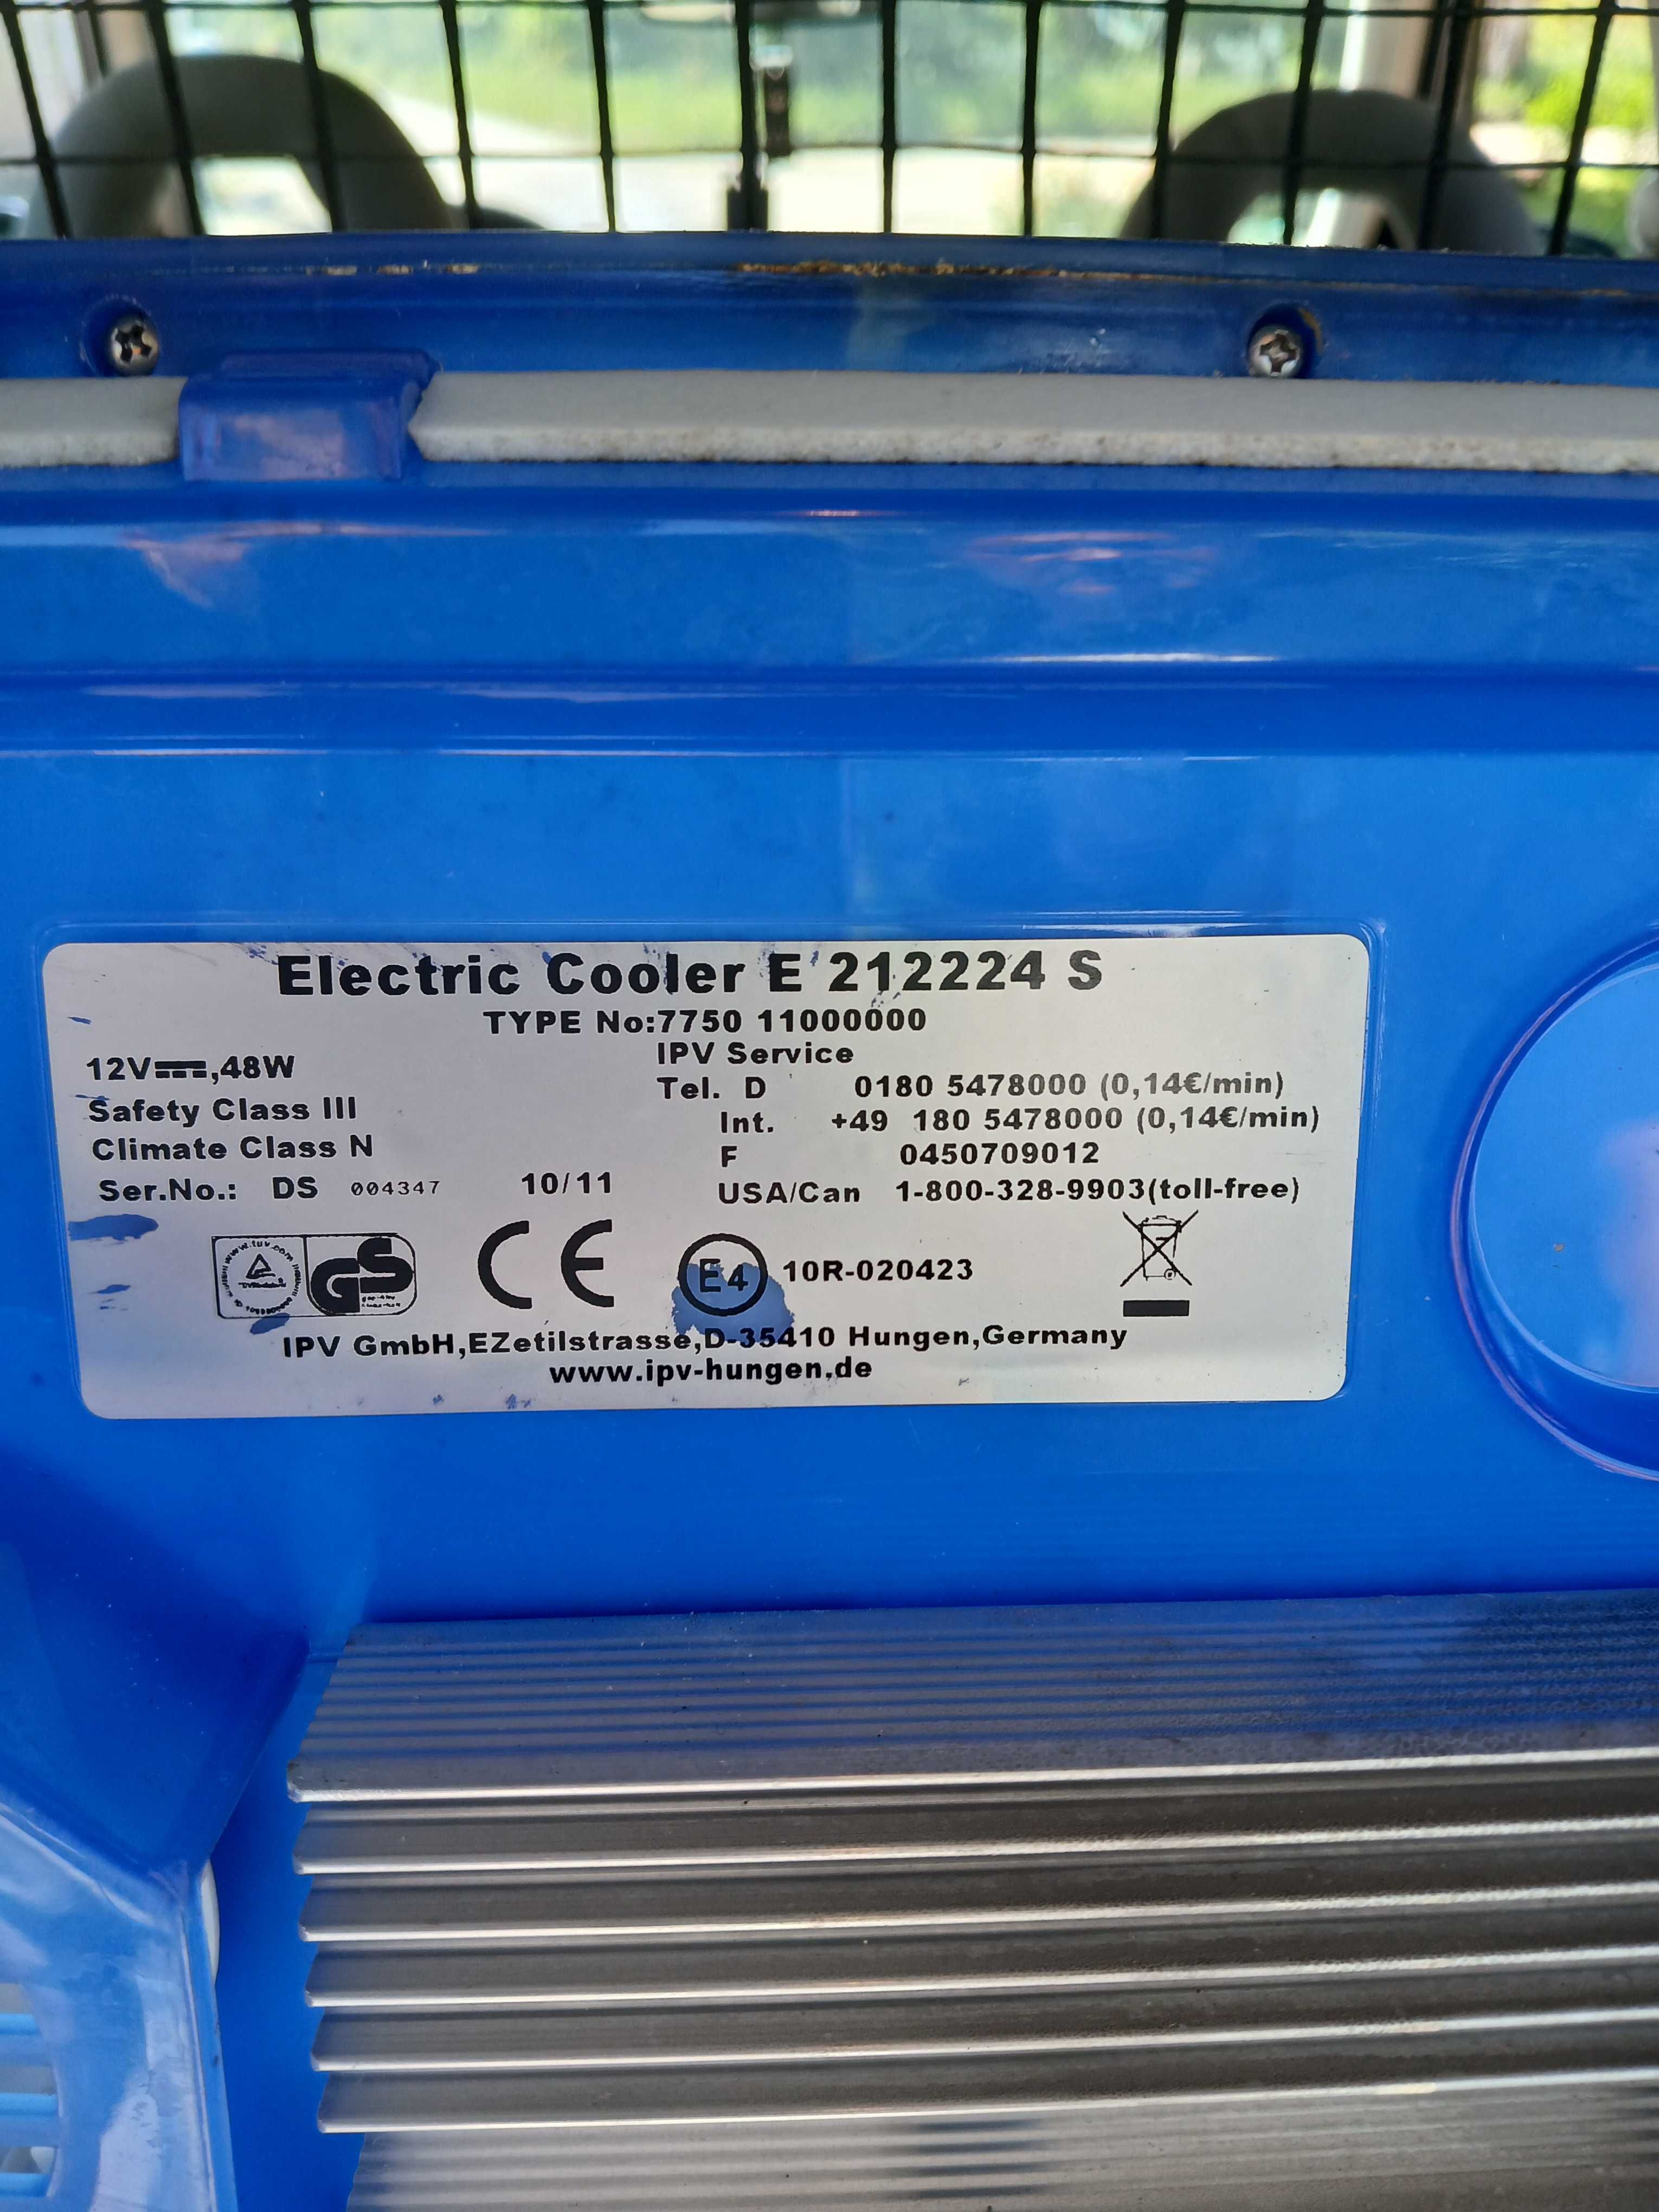 Electric Cooler E 212224 S
TYPE No:7750 11000000
12V⎓,48W
Safety Class III
Climate Class N
Ser.No.: DS 004347 10/11
IPV Service
Tel. D 0180 5478000 (0,14€/min)
Int. +49 180 5478000 (0,14€/min)
F 0450709012
USA/Can 1-800-328-9903(toll-free)
www.tuv.com
GS
CE
E4 10R-020423
IPV GmbH,EZetilstrasse,D-35410 Hungen,Germany
www.ipv-hungen.de